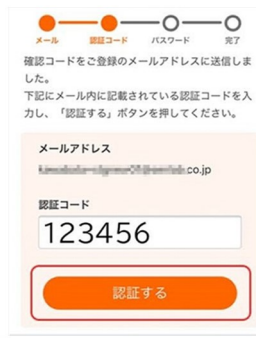 メール 認証コード パスワード 完了
確認コードをご登録のメールアドレスに送信しま
した。
下記にメール内に記載されている認証コードを入
力し、「認証する」ボタンを押してください。
メールアドレス
.co.jp
認証コード
123456
認証する